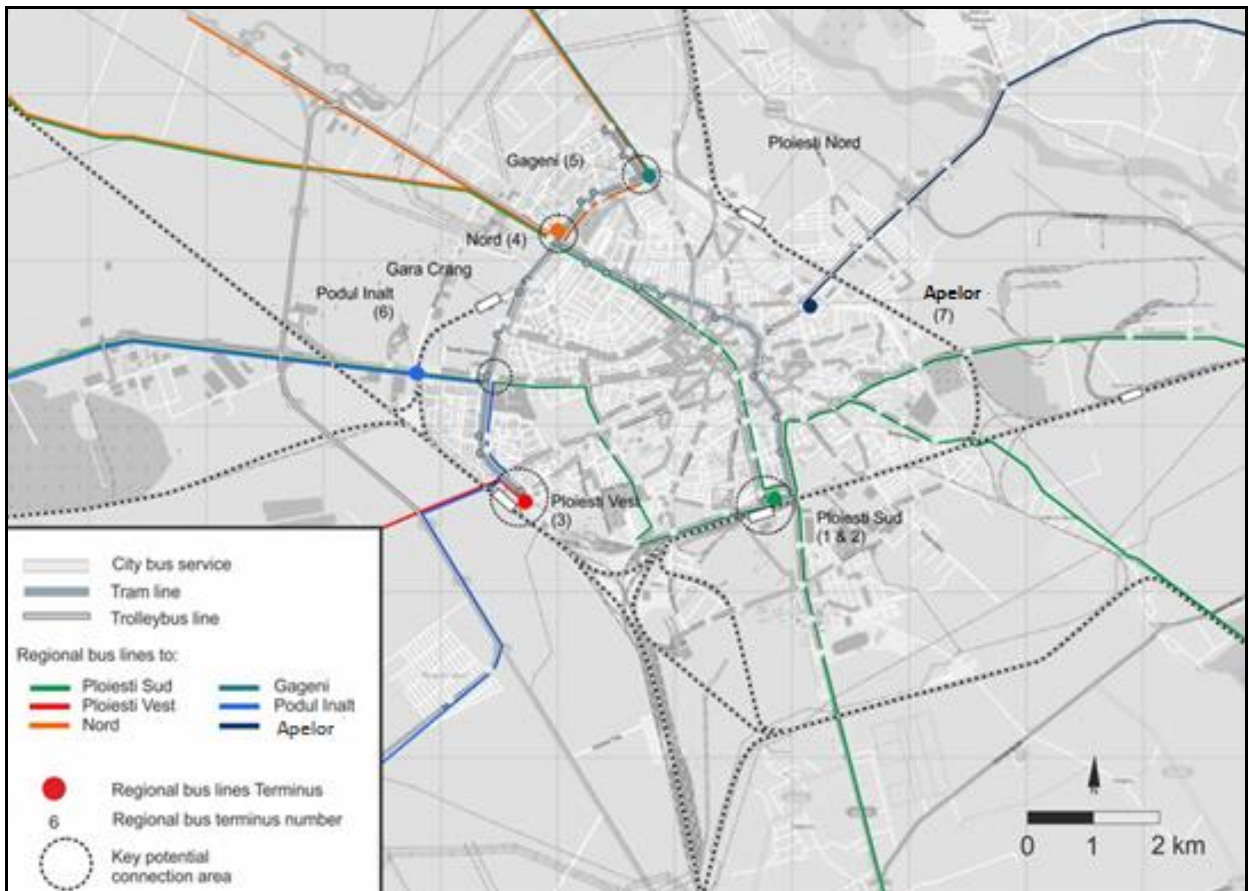 Ploiesti Nord
Gageni (5)
Nord (4)
Gara Crang
Podul Inalt
(6)
Apelor
(7)
Ploiesti Vest
(3)
Ploiesti Sud
(1 & 2)
City bus service
Tram line
Trolleybus line
Regional bus lines to:
Ploiesti Sud
Gageni
Ploiesti Vest
Podul Inalt
Nord
Apelor
Regional bus lines Terminus
6 Regional bus terminus number
Key potential
connection area
N
0 1 2 km